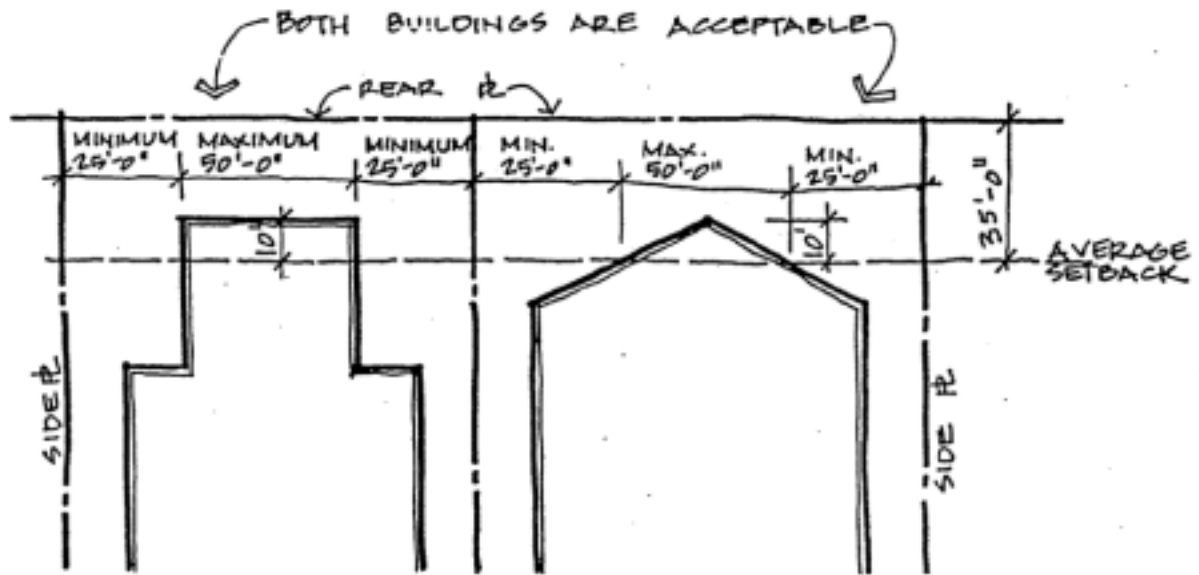 BOTH BUILDINGS ARE ACCEPTABLE
REAR ⅊
MINIMUM
25'-0"
MAXIMUM
50'-0"
MINIMUM
25'-0"
MIN.
25'-0"
MAX.
50'-0"
MIN.
25'-0"
35'-0"
10'
10'
AVERAGE
SETBACK
SIDE ⅊
SIDE ⅊